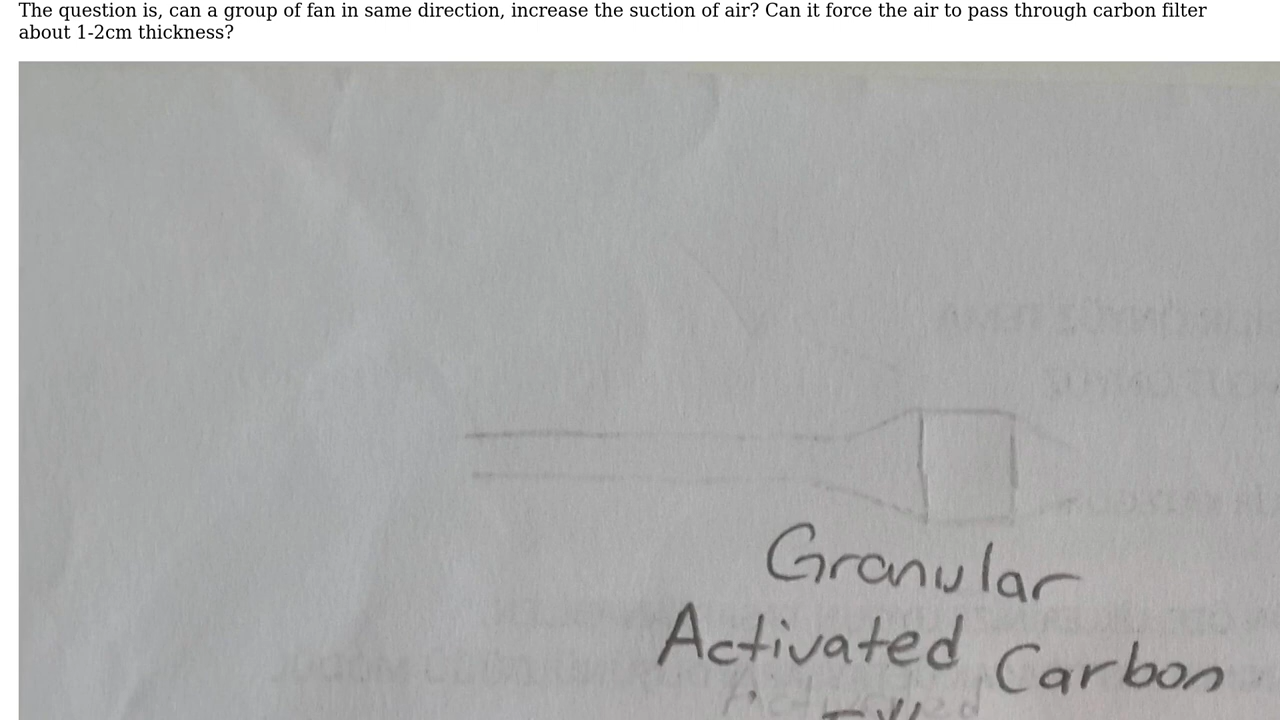 The question is, can a group of fan in same direction, increase the suction of air? Can it force the air to pass through carbon filter
about 1-2cm thickness?
Granular
Activated Carbon